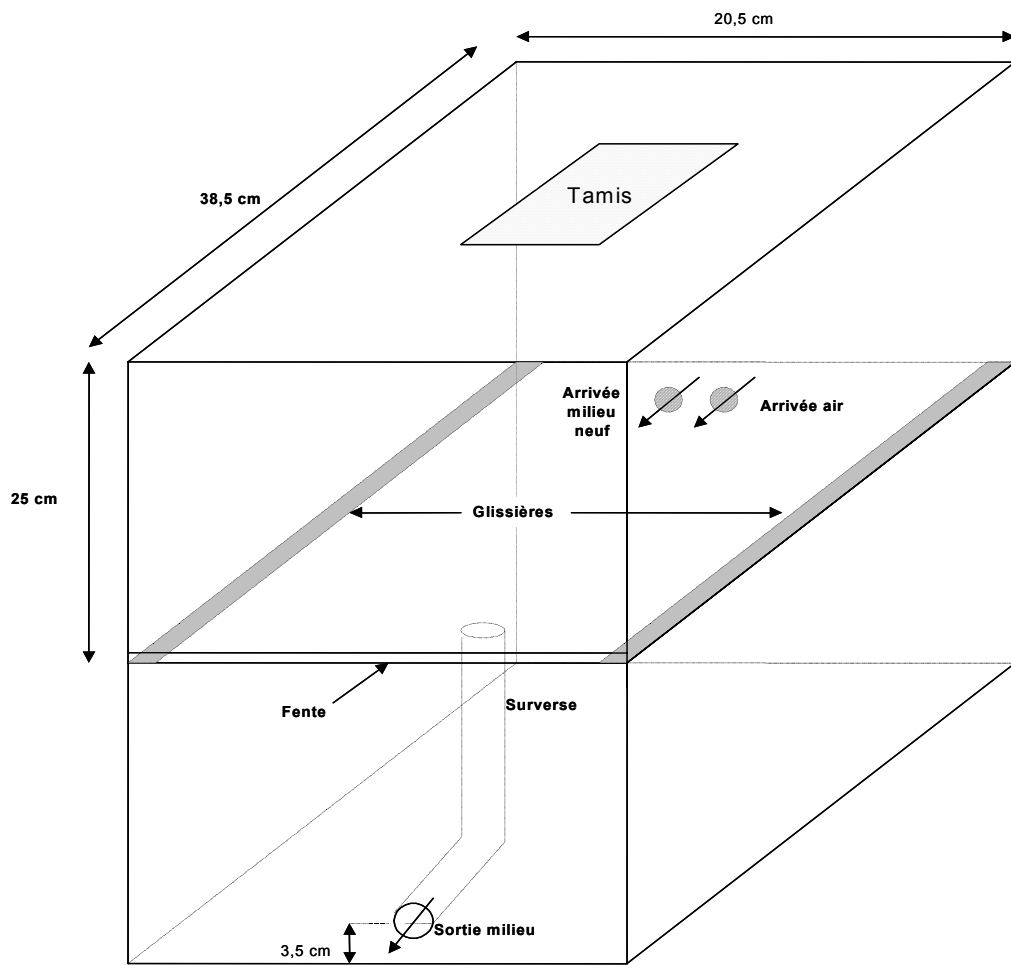 20,5 cm
Tamis
38,5 cm
Arrivée
milieu
neuf
Arrivée air
25 cm
Glissières
Fente
Surverse
Sortie milieu
3,5 cm